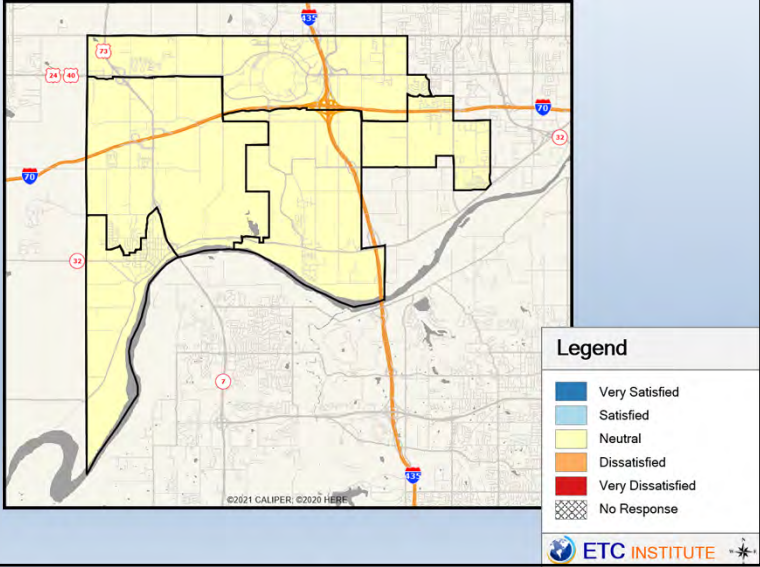 435
73
24 40
70
32
70
32
7
435
©2021 CALIPER; ©2020 HERE
Legend
Very Satisfied
Satisfied
Neutral
Dissatisfied
Very Dissatisfied
No Response
ETC INSTITUTE